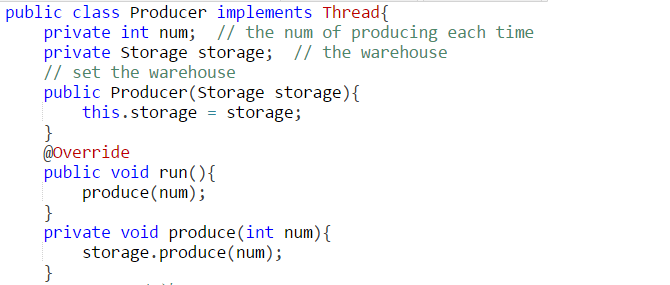 public class Producer implements Thread{
private int num;  // the num of producing each time
private Storage storage;  // the warehouse
// set the warehouse
public Producer(Storage storage){
this.storage = storage;
}
@Override
public void run(){
produce(num);
}
private void produce(int num){
storage.produce(num);
}